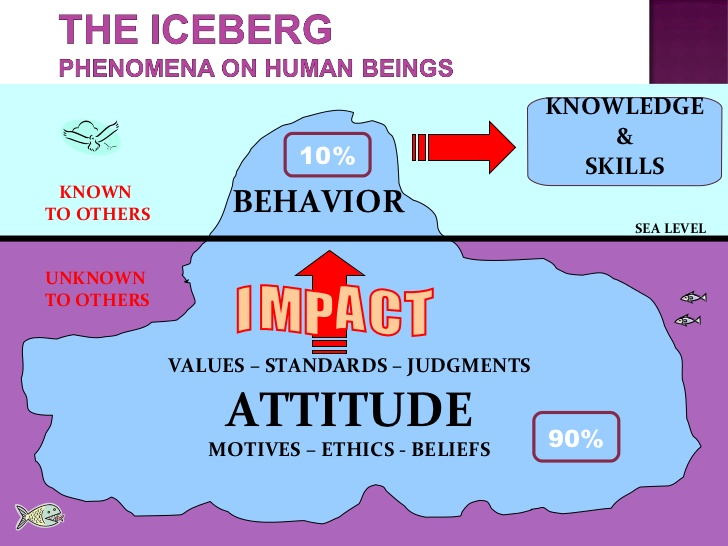 THE ICEBERG
PHENOMENA ON HUMAN BEINGS
KNOWLEDGE
&
SKILLS
10%
KNOWN
TO OTHERS
BEHAVIOR
SEA LEVEL
UNKNOWN
TO OTHERS
IMPACT
VALUES – STANDARDS – JUDGMENTS
ATTITUDE
90%
MOTIVES – ETHICS - BELIEFS